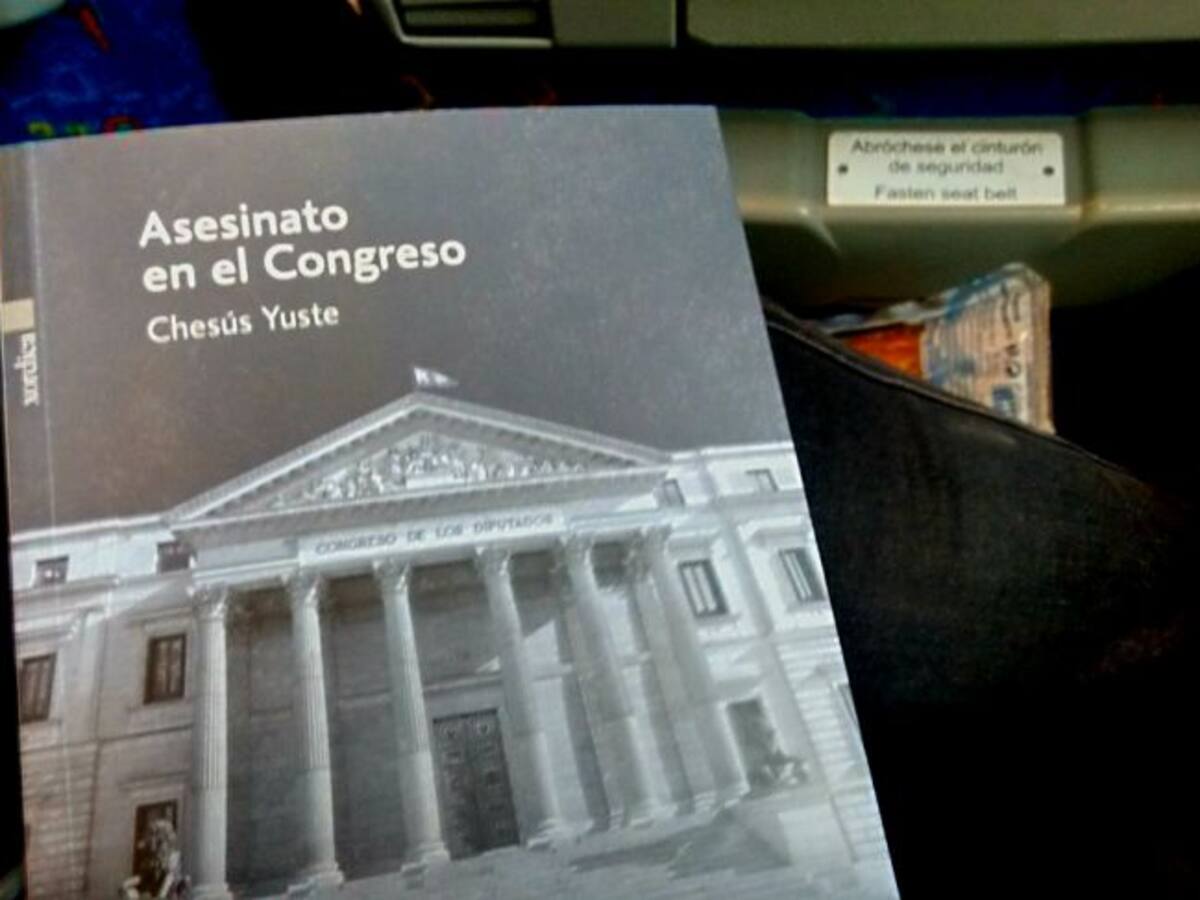 Asesinato
en el Congreso
Chesús Yuste
CONGRESO DE LOS DIPUTADOS
Abróchese el cinturón
de seguridad
Fasten seat belt